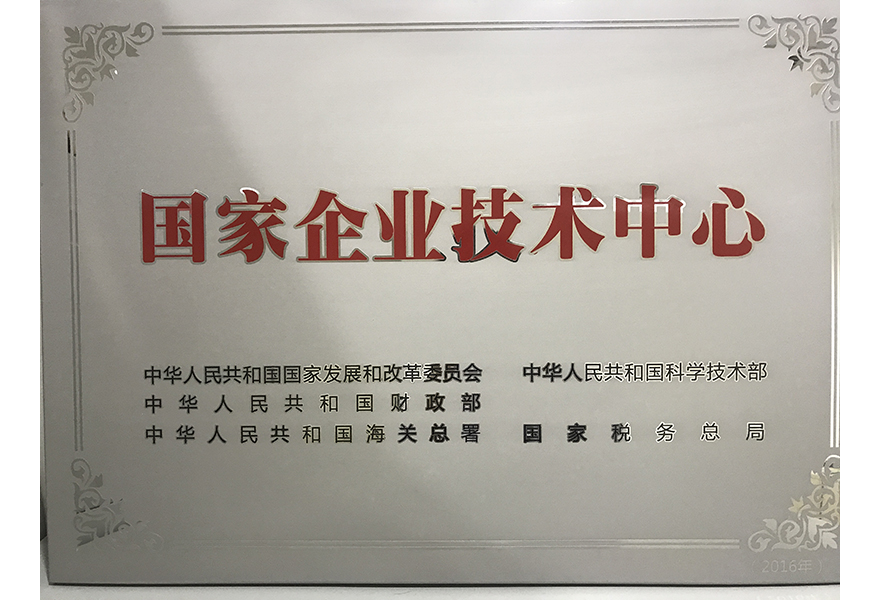 国家企业技术中心
中华人民共和国国家发展和改革委员会 中华人民共和国科学技术部
中华人民共和国财政部
中华人民共和国海关总署 国家税务总局
(2016年)